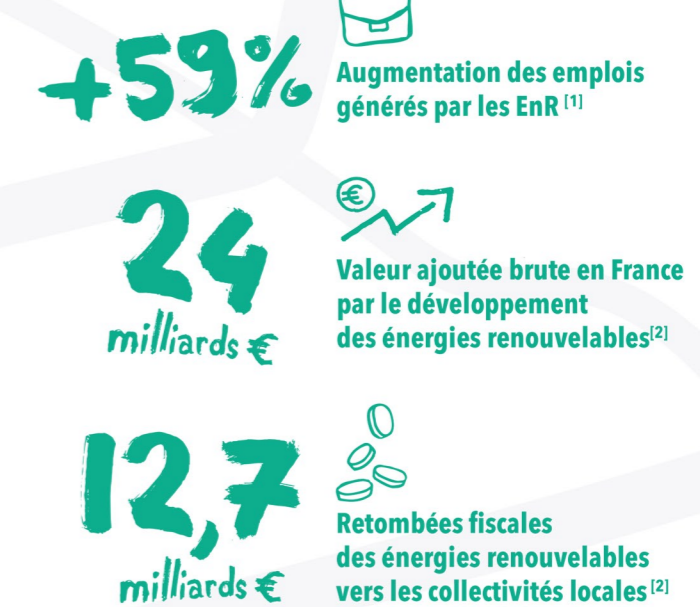 +59%
Augmentation des emplois
générés par les EnR [1]
24
milliards €
€
Valeur ajoutée brute en France
par le développement
des énergies renouvelables[2]
12,7
milliards €
Retombées fiscales
des énergies renouvelables
vers les collectivités locales [2]